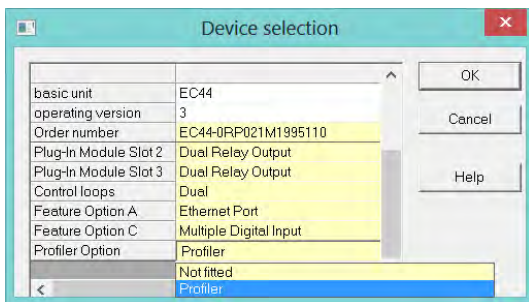 Device selection
OK
basic unit EC44
operating version 3
Cancel
Order number EC44-0RP021M1995110
Plug-In Module Slot 2 Dual Relay Output
Plug-In Module Slot 3 Dual Relay Output
Help
Control loops Dual
Feature Option A Ethernet Port
Feature Option C Multiple Digital Input
Profiler Option Profiler
Not fitted
Profiler